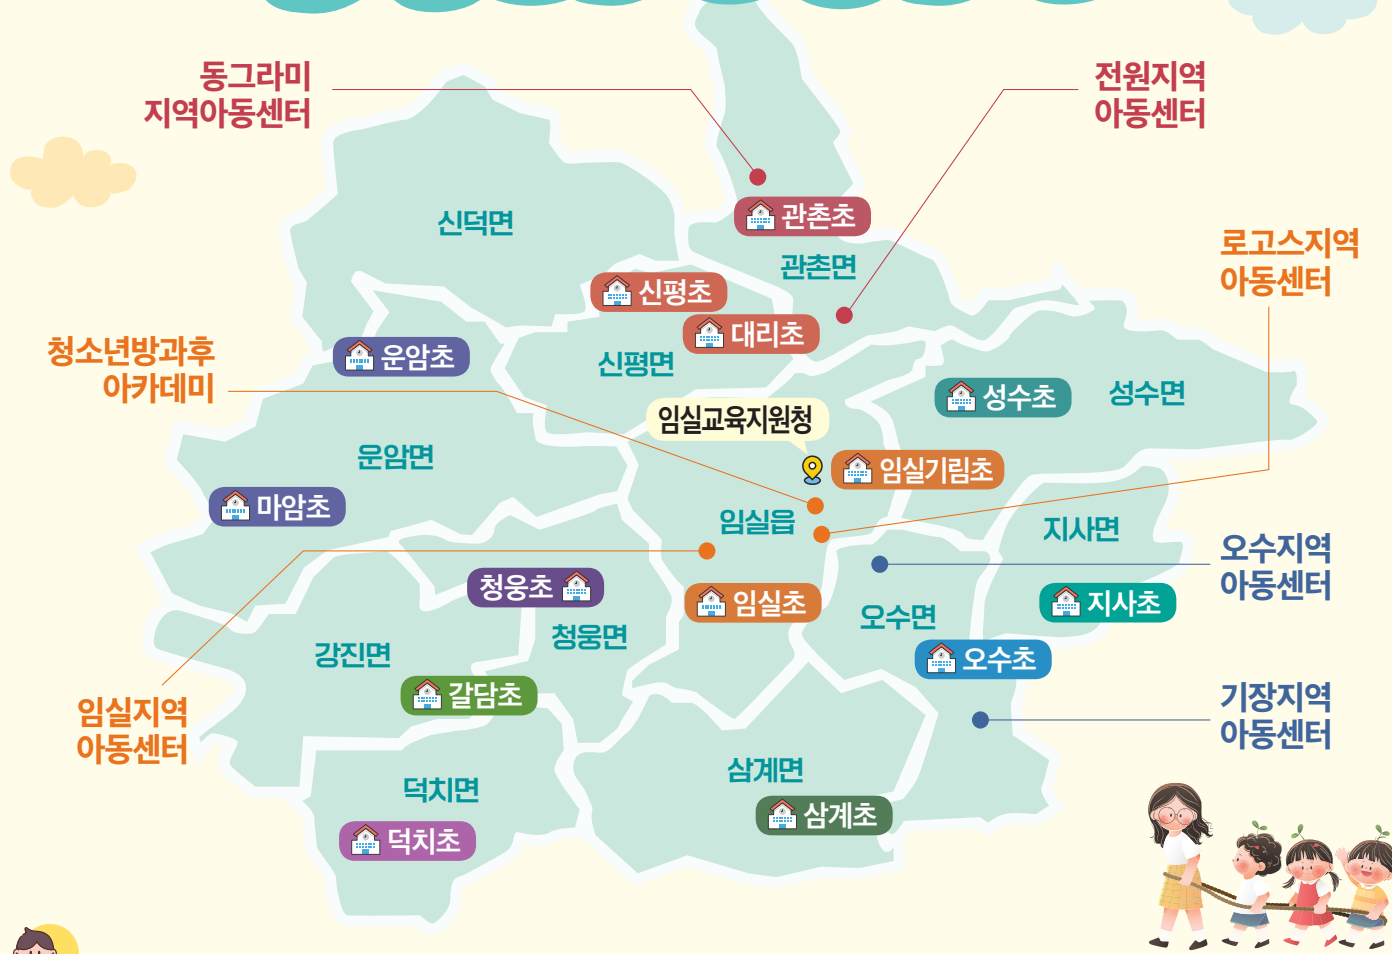 동그라미
지역아동센터
전원지역
아동센터
관촌초
신덕면
관촌면
로고스지역
아동센터
신평초
대리초
청소년방과후
아카데미
운암초
신평면
성수초
성수면
임실교육지원청
운암면
임실기림초
마암초
임실읍
지사면
오수지역
아동센터
청웅초
임실초
지사초
오수면
청웅면
강진면
오수초
갈담초
임실지역
아동센터
기장지역
아동센터
삼계면
덕치면
삼계초
덕치초